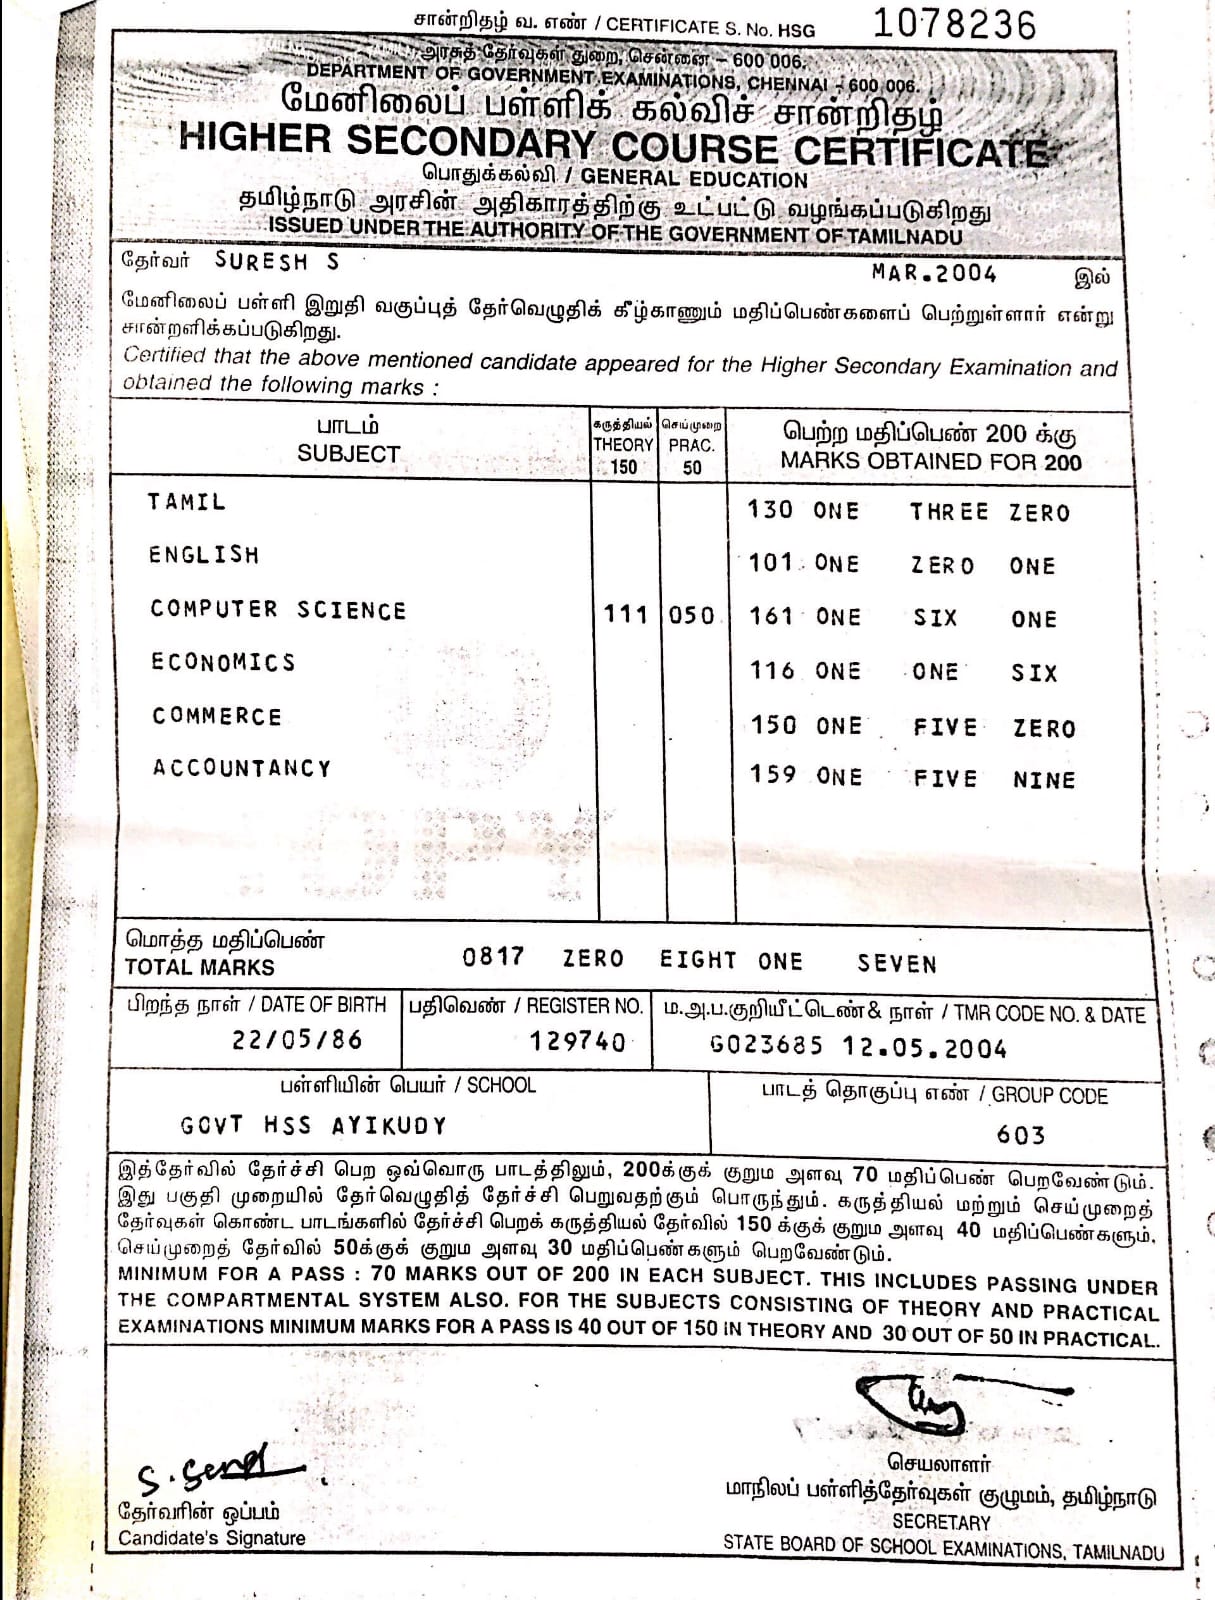 சான்றிதழ் வ. எண் / CERTIFICATE S. No. HSG 1078236
அரசுத் தேர்வுகள் துறை, சென்னை – 600 006.
DEPARTMENT OF GOVERNMENT EXAMINATIONS, CHENNAI - 600 006.
மேனிலைப் பள்ளிக் கல்விச் சான்றிதழ்
HIGHER SECONDARY COURSE CERTIFICATE
பொதுக்கல்வி / GENERAL EDUCATION
தமிழ்நாடு அரசின் அதிகாரத்திற்கு உட்பட்டு வழங்கப்படுகிறது
ISSUED UNDER THE AUTHORITY OF THE GOVERNMENT OF TAMILNADU
தேர்வர் SURESH S MAR.2004 இல்
மேனிலைப் பள்ளி இறுதி வகுப்புத் தேர்வெழுதிக் கீழ்காணும் மதிப்பெண்களைப் பெற்றுள்ளார் என்று
சான்றளிக்கப்படுகிறது.
Certified that the above mentioned candidate appeared for the Higher Secondary Examination and
obtained the following marks :
பாடம் கருத்தியல் செய்முறை பெற்ற மதிப்பெண் 200 க்கு
SUBJECT THEORY PRAC. MARKS OBTAINED FOR 200
150 50
TAMIL 130 ONE THREE ZERO
ENGLISH 101 ONE ZERO ONE
COMPUTER SCIENCE 111 050 161 ONE SIX ONE
ECONOMICS 116 ONE ONE SIX
COMMERCE 150 ONE FIVE ZERO
ACCOUNTANCY 159 ONE FIVE NINE
மொத்த மதிப்பெண்
TOTAL MARKS 0817 ZERO EIGHT ONE SEVEN
பிறந்த நாள் / DATE OF BIRTH பதிவெண் / REGISTER NO. ம.அ.ப.குறியீட்டெண் & நாள் / TMR CODE NO. & DATE
22/05/86 129740 G023685 12.05.2004
பள்ளியின் பெயர் / SCHOOL பாடத் தொகுப்பு எண் / GROUP CODE
GOVT HSS AYIKUDY 603
இத்தேர்வில் தேர்ச்சி பெற ஒவ்வொரு பாடத்திலும், 200க்குக் குறும அளவு 70 மதிப்பெண் பெறவேண்டும்.
இது பகுதி முறையில் தேர்வெழுதித் தேர்ச்சி பெறுவதற்கும் பொருந்தும். கருத்தியல் மற்றும் செய்முறைத்
தேர்வுகள் கொண்ட பாடங்களில் தேர்ச்சி பெறக் கருத்தியல் தேர்வில் 150 க்குக் குறும அளவு 40 மதிப்பெண்களும்,
செய்முறைத் தேர்வில் 50க்குக் குறும அளவு 30 மதிப்பெண்களும் பெறவேண்டும்.
MINIMUM FOR A PASS : 70 MARKS OUT OF 200 IN EACH SUBJECT. THIS INCLUDES PASSING UNDER
THE COMPARTMENTAL SYSTEM ALSO. FOR THE SUBJECTS CONSISTING OF THEORY AND PRACTICAL
EXAMINATIONS MINIMUM MARKS FOR A PASS IS 40 OUT OF 150 IN THEORY AND 30 OUT OF 50 IN PRACTICAL.
தேர்வரின் ஒப்பம்
Candidate's Signature
செயலாளர்
மாநிலப் பள்ளித்தேர்வுகள் குழுமம், தமிழ்நாடு
SECRETARY
STATE BOARD OF SCHOOL EXAMINATIONS, TAMILNADU